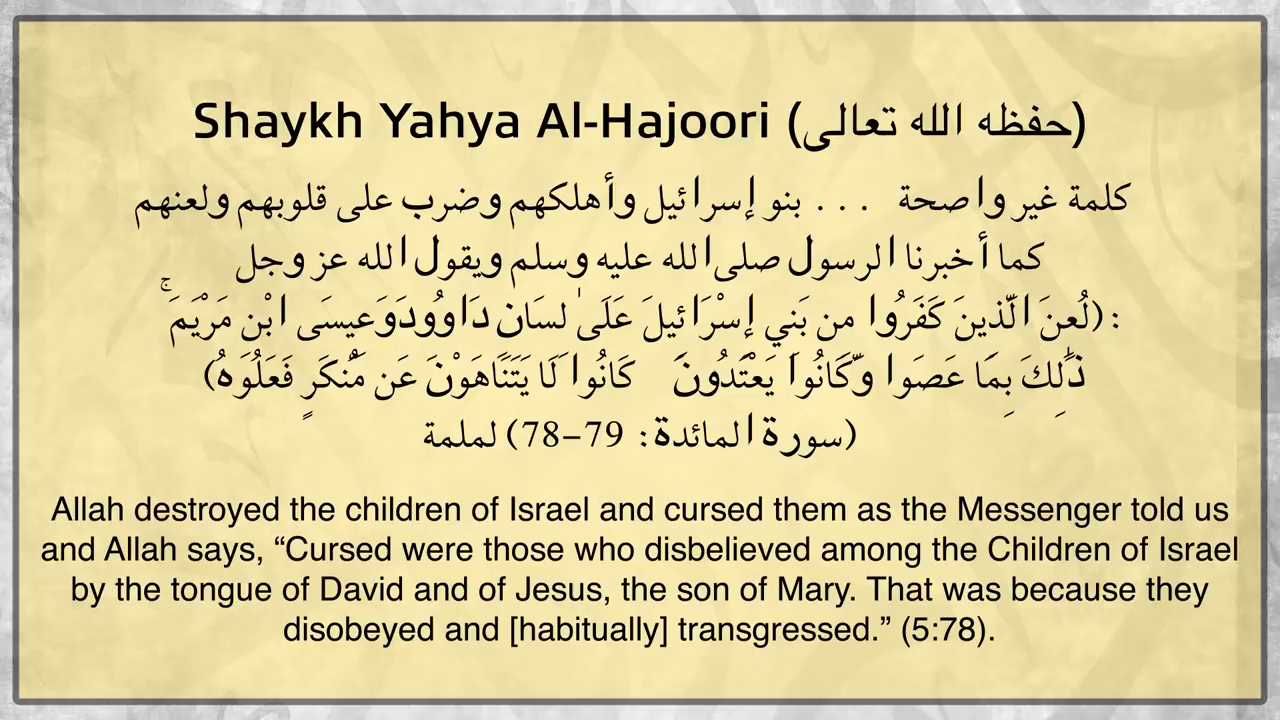 Shaykh Yahya Al-Hajoori (حفظه الله تعالى)
كلمة غير واصحة ... بنو إسرائيل وأهلكهم وضرب على قلوبهم ولعنهم
كما أخبرنا الرسول صلى الله عليه وسلم ويقول الله عز وجل
:(لُعِنَ الَّذِينَ كَفَرُوا مِن بَنِي إِسْرَائِيلَ عَلَىٰ لِسَانِ دَاوُودَ وَعِيسَى ابْنِ مَرْيَمَ ۚ
ذَٰلِكَ بِمَا عَصَوا وَّكَانُوا يَعْتَدُونَ كَانُوا لَا يَتَنَاهَوْنَ عَن مُّنكَرٍ فَعَلُوهُ)
(سورة المائدة: 79–78) لملمة
Allah destroyed the children of Israel and cursed them as the Messenger told us
and Allah says, “Cursed were those who disbelieved among the Children of Israel
by the tongue of David and of Jesus, the son of Mary. That was because they
disobeyed and [habitually] transgressed.” (5:78).